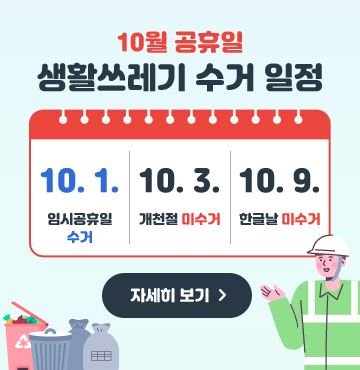 10월 공휴일
생활쓰레기 수거 일정
10. 1.
임시공휴일
수거
10. 3.
개천절 미수거
10. 9.
한글날 미수거
자세히 보기 >